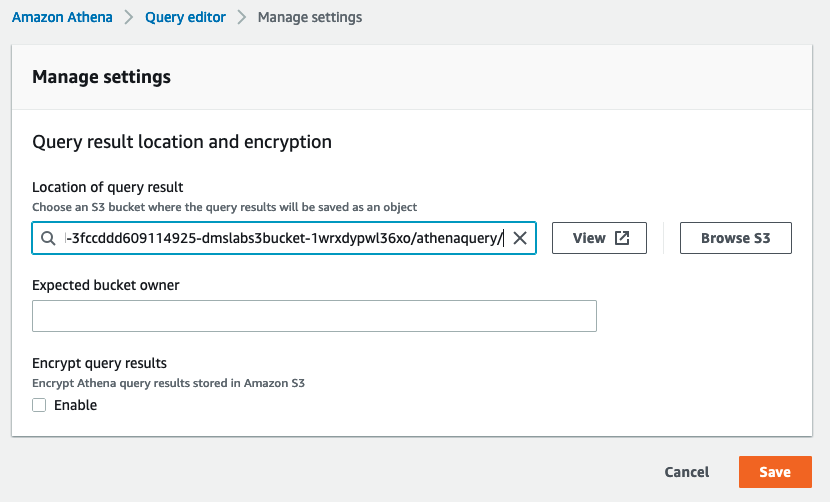 Amazon Athena > Query editor > Manage settings
Manage settings
Query result location and encryption
Location of query result
Choose an S3 bucket where the query results will be saved as an object
-3fccddd609114925-dmslabs3bucket-1wrxdypwl36xo/athenaquery/
View
Browse S3
Expected bucket owner
Encrypt query results
Encrypt Athena query results stored in Amazon S3
Enable
Cancel
Save